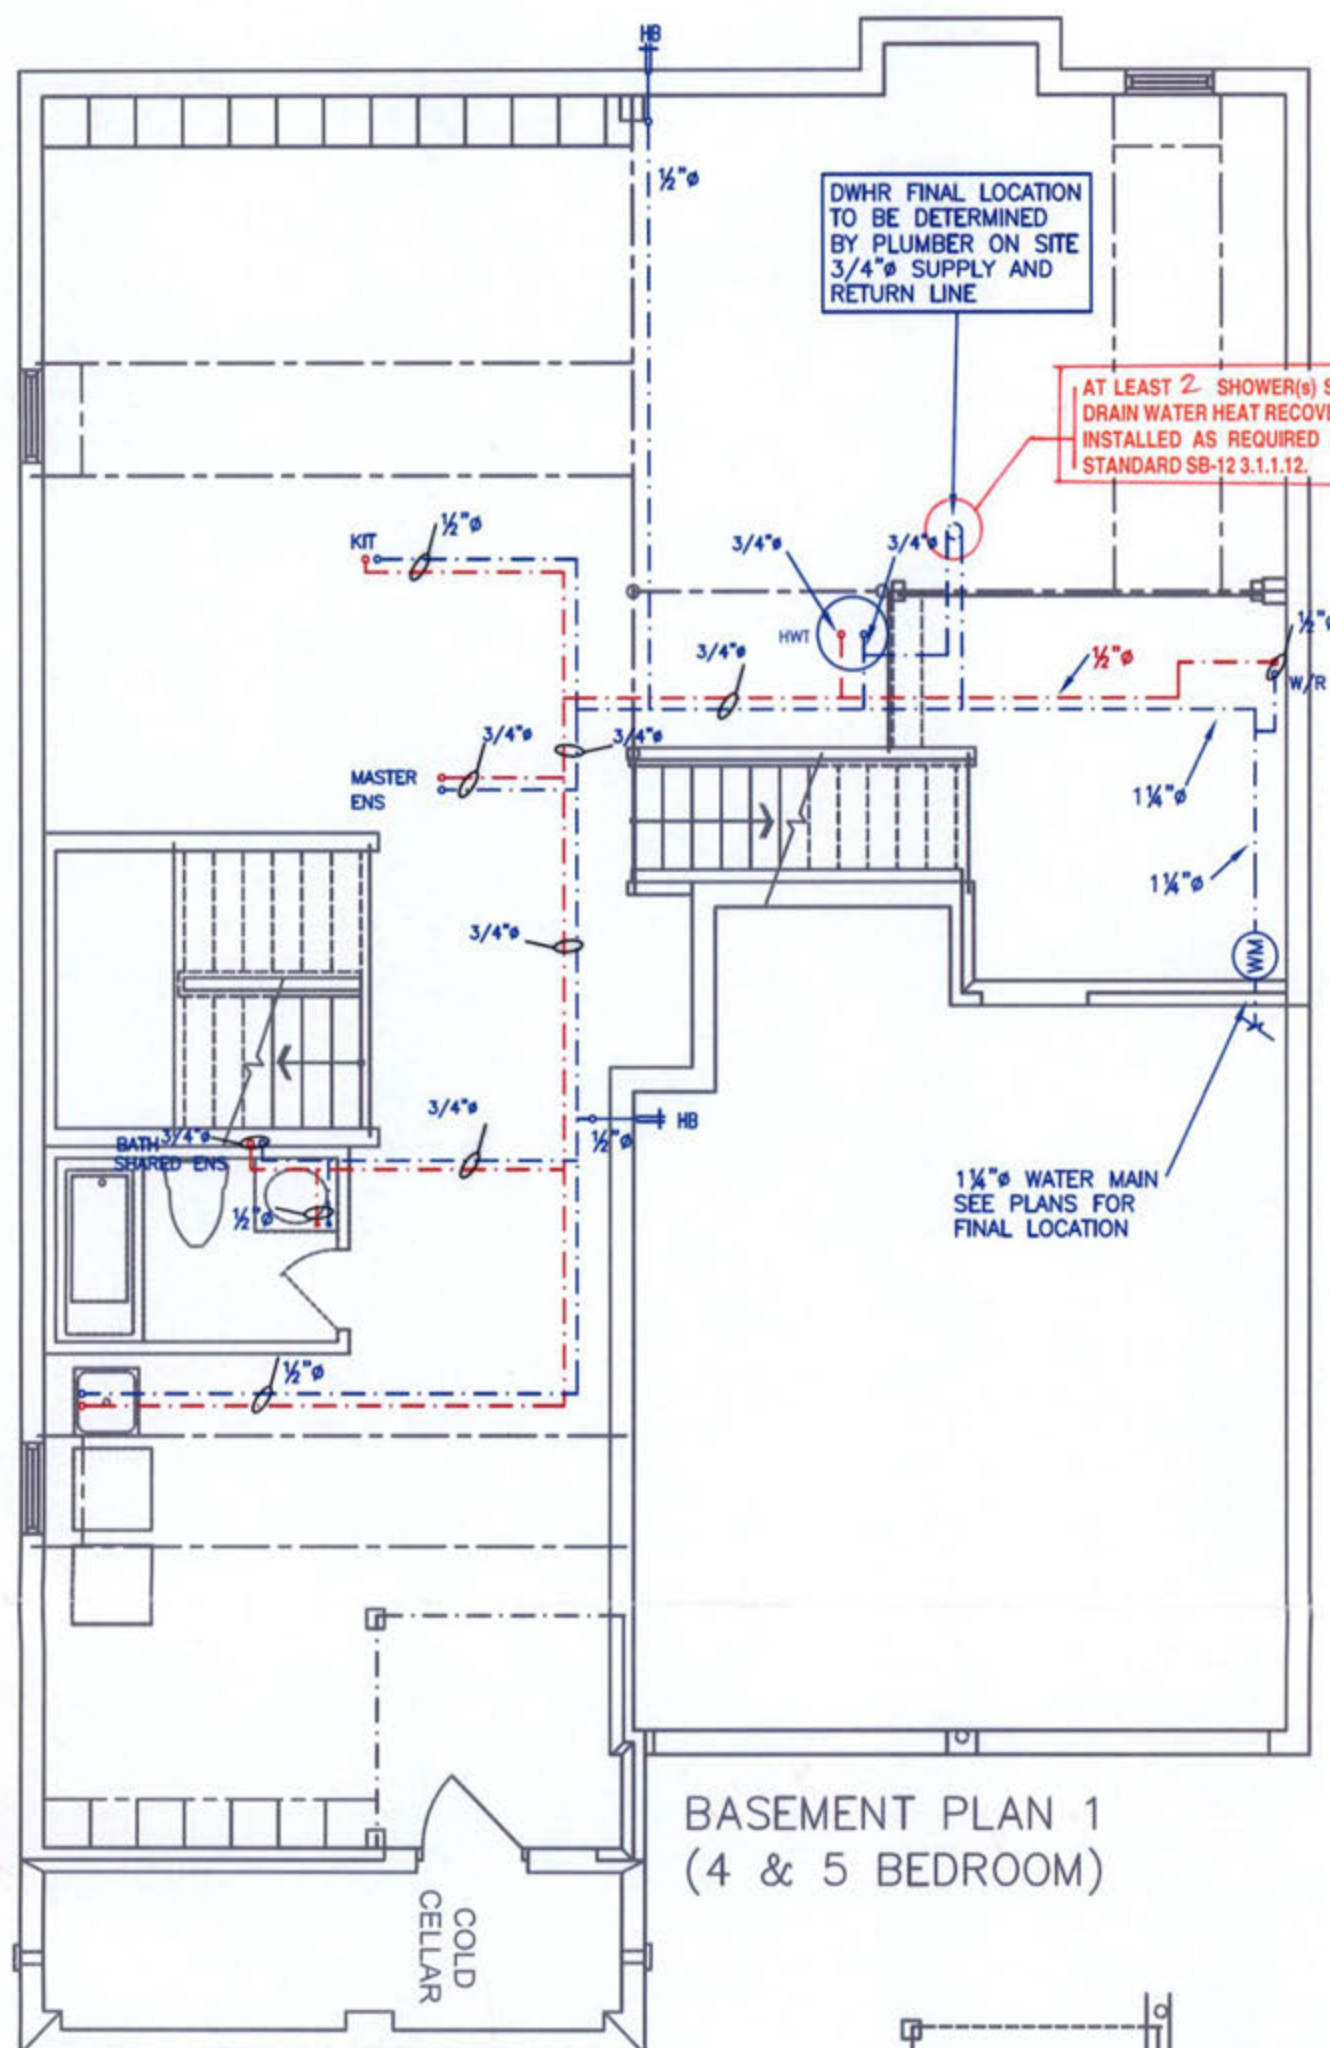 HB
½"ø
DWHR FINAL LOCATION
TO BE DETERMINED
BY PLUMBER ON SITE
3/4"ø SUPPLY AND
RETURN LINE
AT LEAST 2 SHOWER(s)
DRAIN WATER HEAT
INSTALLED AS REQUIRED
STANDARD SB-12 3.1.1.12.
KIT
½"ø
3/4"ø
3/4"ø
HWT
3/4"ø
½"ø
½"ø
W/R
3/4"ø
3/4"ø
MASTER
ENS
1¼"ø
1¼"ø
3/4"ø
WM
3/4"ø
½"ø
HB
BATH
3/4"ø
SHARED ENS
½"ø
1¼"ø WATER MAIN
SEE PLANS FOR
FINAL LOCATION
½"ø
BASEMENT PLAN 1
(4 & 5 BEDROOM)
COLD
CELLAR